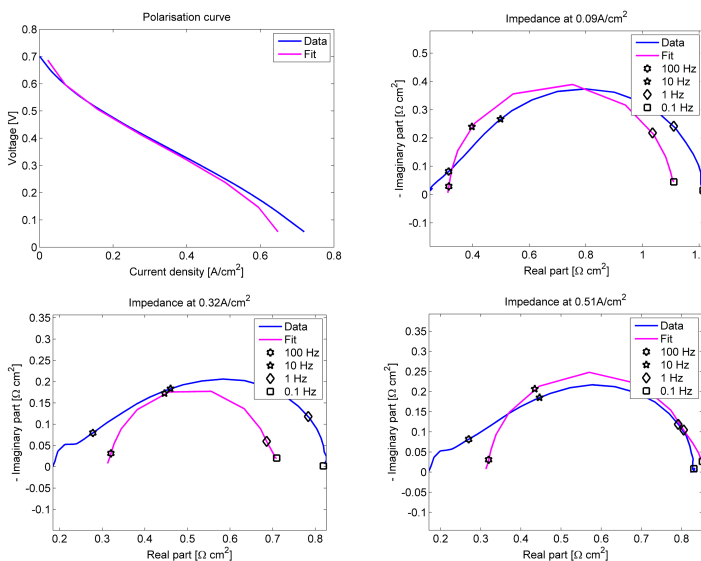 Polarisation curve
0.8
0.7
0.6
0.5
0.4
0.3
0.2
0.1
0
Voltage [V]
0
0.2
0.4
0.6
0.8
Current density [A/cm²]
Data
Fit
Impedance at 0.09A/cm²
0.5
0.4
0.3
0.2
0.1
0
-0.1
- Imaginary part [Ω cm²]
0.4
0.6
0.8
1
1.
Real part [Ω cm²]
Data
Fit
100 Hz
10 Hz
1 Hz
0.1 Hz
Impedance at 0.32A/cm²
0.35
0.3
0.25
0.2
0.15
0.1
0.05
0
-0.05
-0.1
- Imaginary part [Ω cm²]
0.2
0.3
0.4
0.5
0.6
0.7
0.8
Real part [Ω cm²]
Data
Fit
100 Hz
10 Hz
1 Hz
0.1 Hz
Impedance at 0.51A/cm²
0.35
0.3
0.25
0.2
0.15
0.1
0.05
0
-0.05
-0.1
- Imaginary part [Ω cm²]
0.2
0.3
0.4
0.5
0.6
0.7
0.8
Real part [Ω cm²]
Data
Fit
100 Hz
10 Hz
1 Hz
0.1 Hz